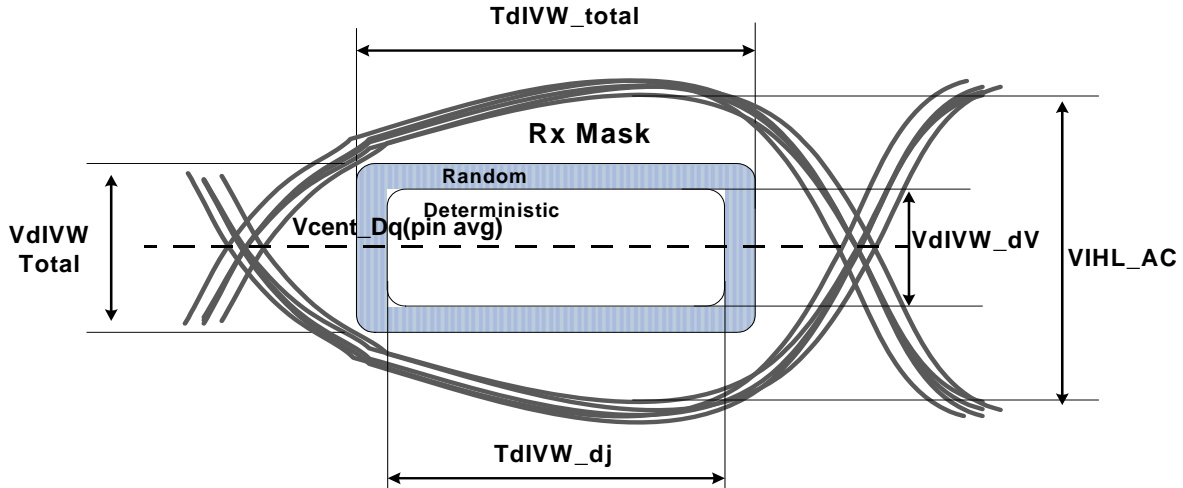 TdIVW_total
Rx Mask
Random
Deterministic
Vcent_Dq(pin avg)
VdIVW
Total
VdIVW_dV
VIHL_AC
TdIVW_dj